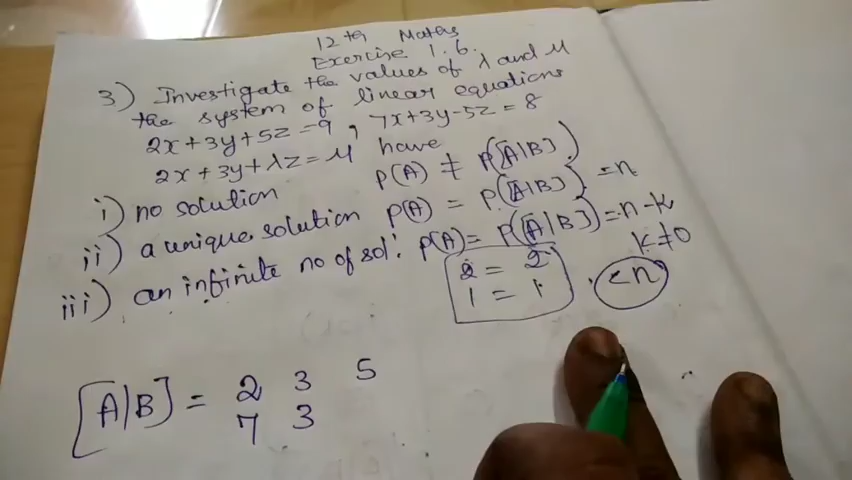 12th Maths
Exercise 1.6.
3) Investigate the values of λ and μ
the system of linear equations
2x+3y+5z=9, 7x+3y-5z=8
2x+3y+λz=μ have
i) no solution ρ(A) ≠ ρ([A|B])
ii) a unique solution ρ(A) = ρ([A|B]) = n
iii) an infinite no of sol: ρ(A) = ρ([A|B]) = n-k
k≠0
2 = 2
1 = 1 . <n
[A|B] = 2 3 5
7 3